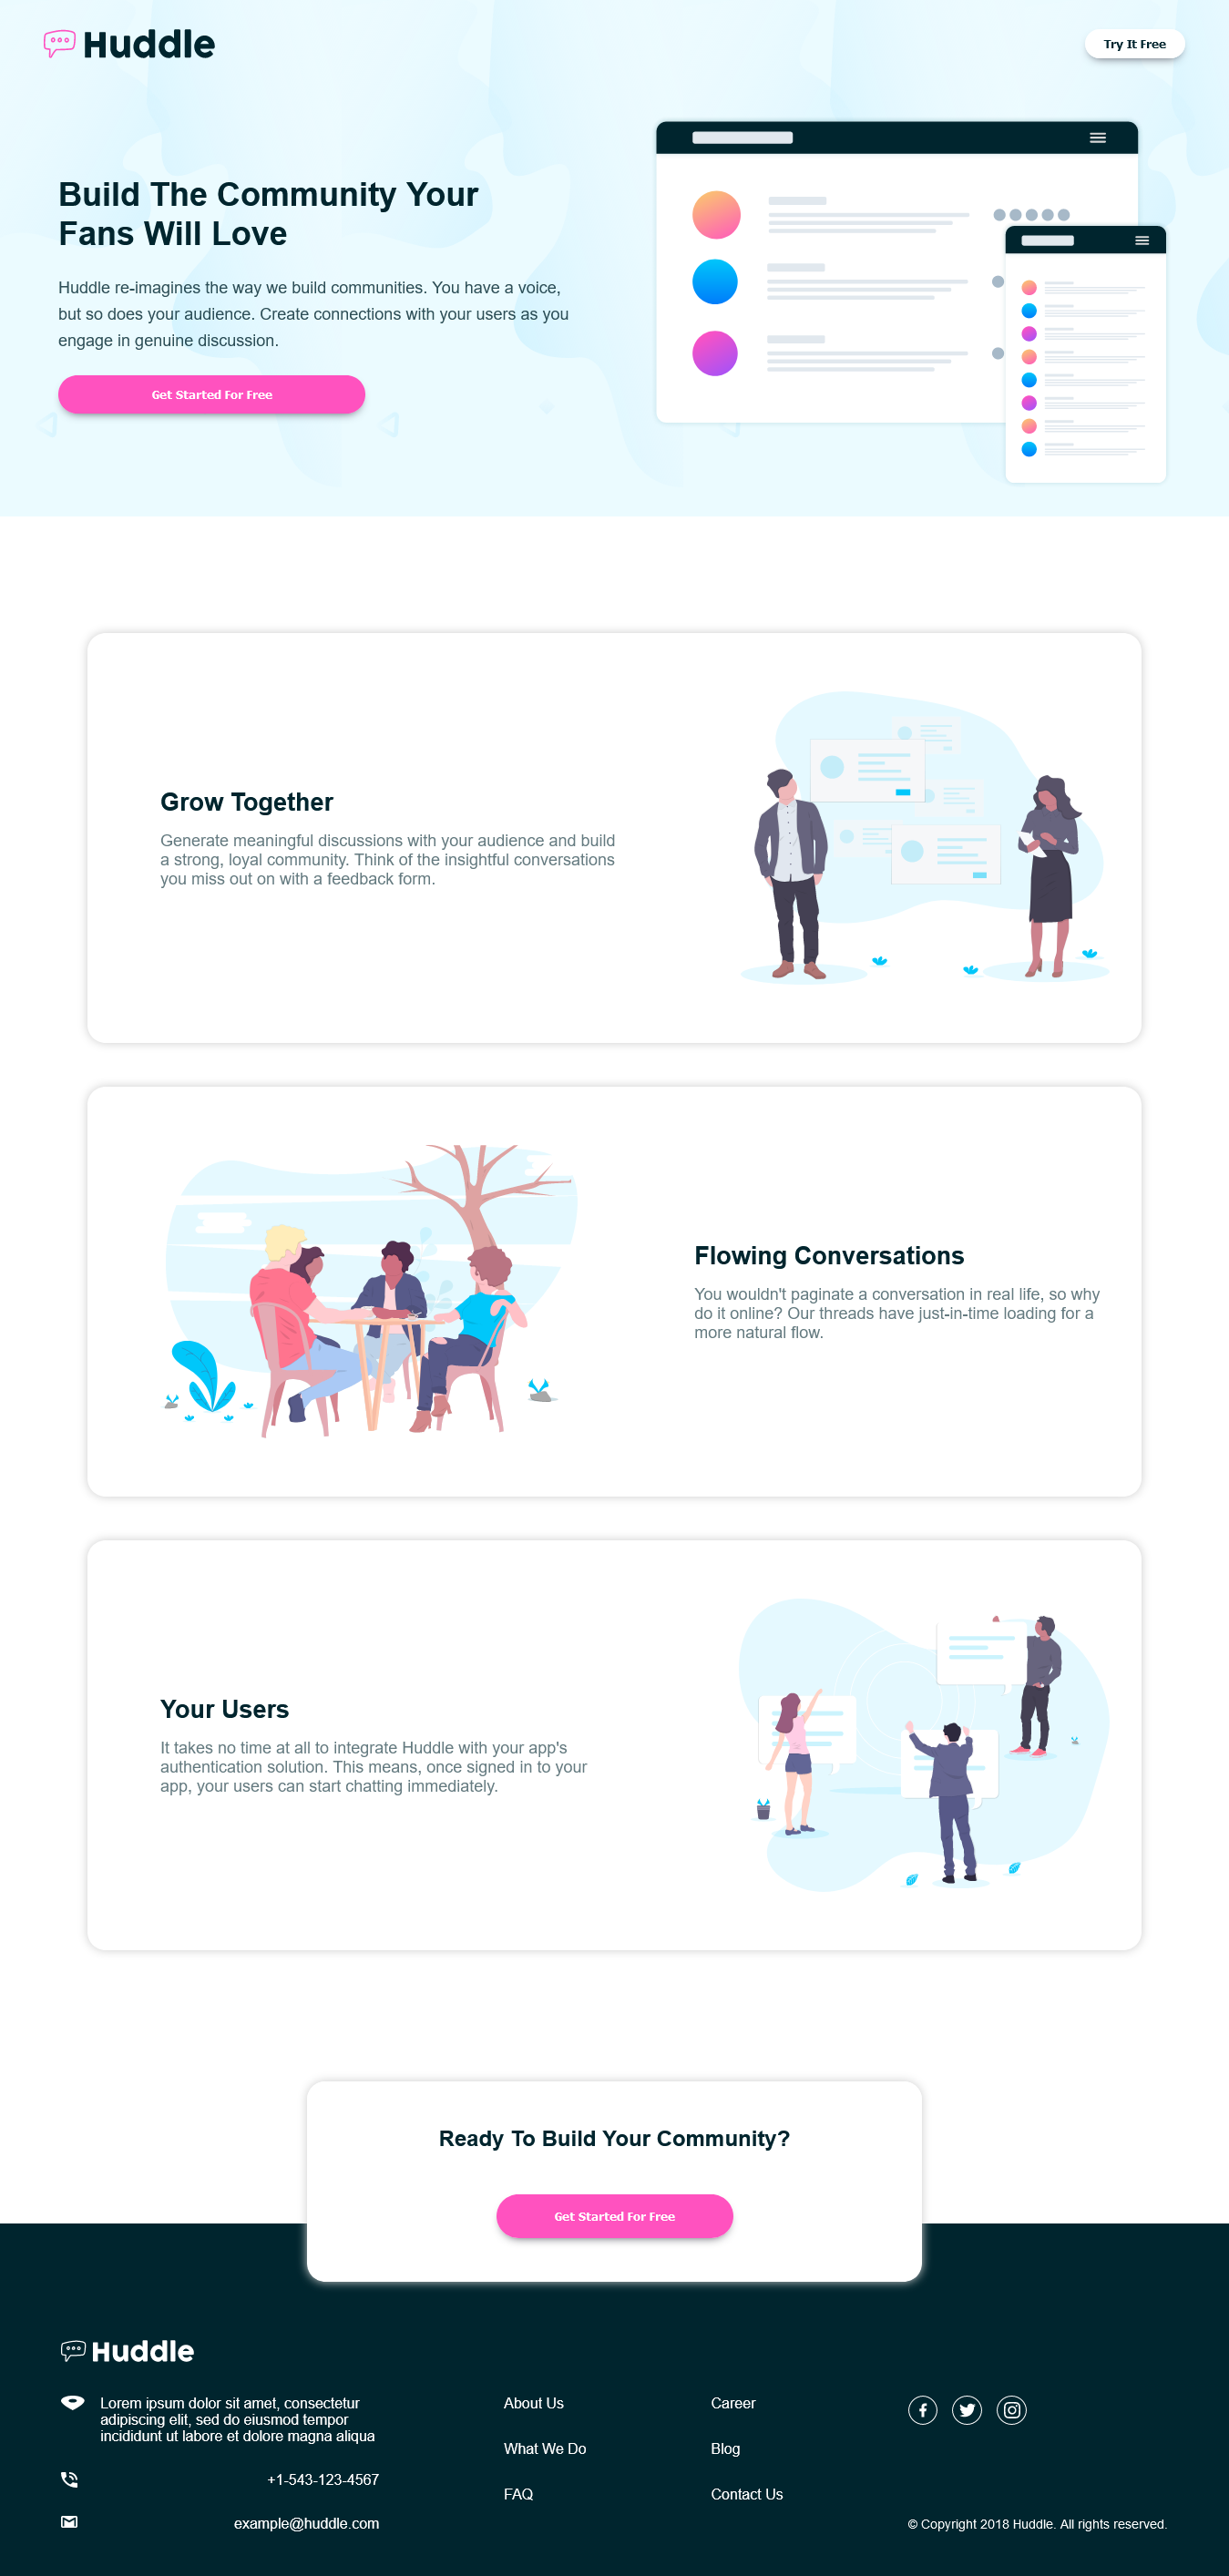 Huddle
Try It Free
Build The Community Your
Fans Will Love
Huddle re-imagines the way we build communities. You have a voice,
but so does your audience. Create connections with your users as you
engage in genuine discussion.
Get Started For Free
Grow Together
Generate meaningful discussions with your audience and build
a strong, loyal community. Think of the insightful conversations
you miss out on with a feedback form.
Flowing Conversations
You wouldn't paginate a conversation in real life, so why
do it online? Our threads have just-in-time loading for a
more natural flow.
Your Users
It takes no time at all to integrate Huddle with your app's
authentication solution. This means, once signed in to your
app, your users can start chatting immediately.
Ready To Build Your Community?
Get Started For Free
Huddle
Lorem ipsum dolor sit amet, consectetur
adipiscing elit, sed do eiusmod tempor
incididunt ut labore et dolore magna aliqua
+1-543-123-4567
example@huddle.com
About Us
What We Do
FAQ
Career
Blog
Contact Us
© Copyright 2018 Huddle. All rights reserved.